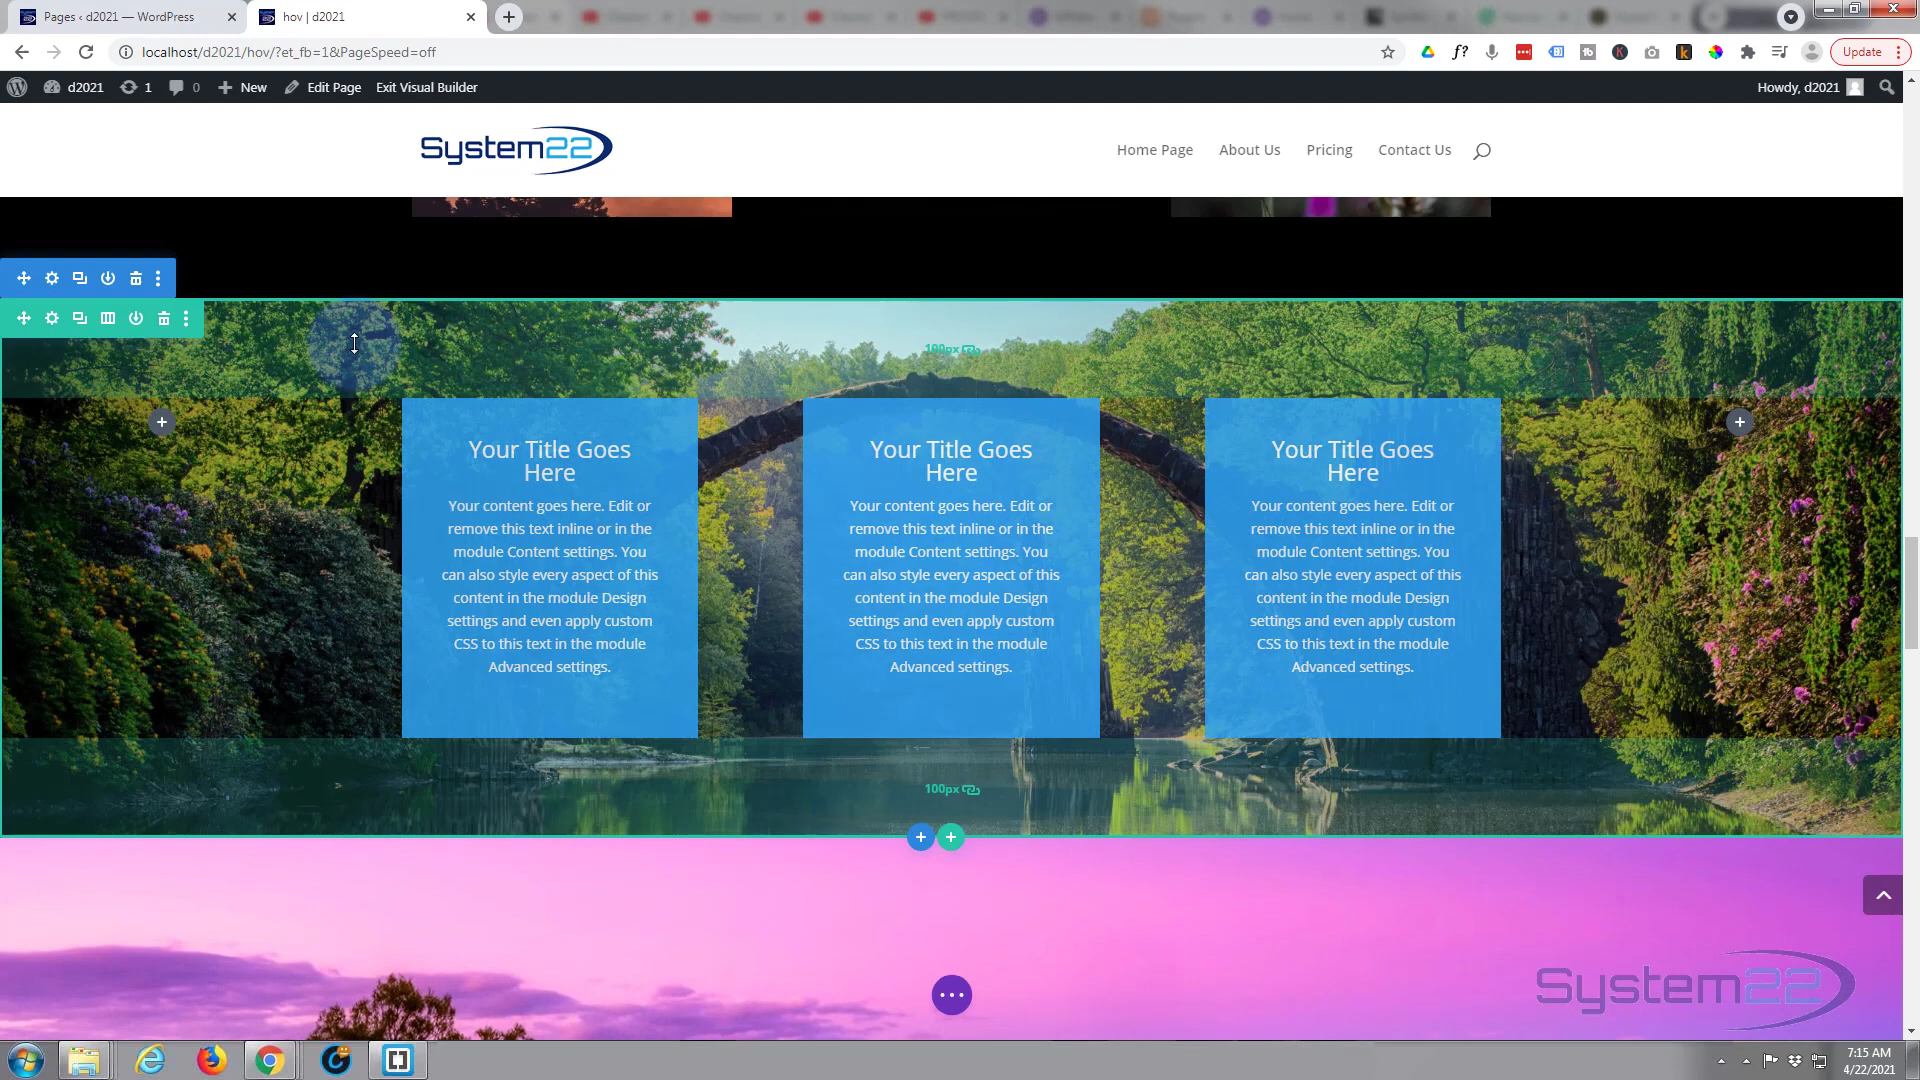 Pages ‹ d2021 — WordPress
hov | d2021
localhost/d2021/hov/?et_fb=1&PageSpeed=off
Update
d2021
1
0
New
Edit Page
Exit Visual Builder
Howdy, d2021
System22
Home Page
About Us
Pricing
Contact Us
100px
Your Title Goes
Here
Your content goes here. Edit or
remove this text inline or in the
module Content settings. You
can also style every aspect of this
content in the module Design
settings and even apply custom
CSS to this text in the module
Advanced settings.
Your Title Goes
Here
Your content goes here. Edit or
remove this text inline or in the
module Content settings. You
can also style every aspect of this
content in the module Design
settings and even apply custom
CSS to this text in the module
Advanced settings.
Your Title Goes
Here
Your content goes here. Edit or
remove this text inline or in the
module Content settings. You
can also style every aspect of this
content in the module Design
settings and even apply custom
CSS to this text in the module
Advanced settings.
100px
System22
7:15 AM
4/22/2021